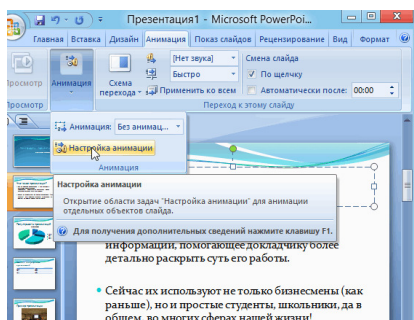 Презентация1 - Microsoft PowerPoi...
Главная Вставка Дизайн Анимация Показ слайдов Рецензирование Вид Формат
Просмотр
Анимация
Схема перехода
[Нет звука]
Быстро
Применить ко всем
Смена слайда
По щелчку
Автоматически после: 00:00
Просмотр
Переход к этому слайду
Анимация: Без анимац...
Настройка анимации
Анимация
Настройка анимации
Открытие области задач "Настройка анимации" для анимации
отдельных объектов слайда.
Для получения дополнительных сведений нажмите клавишу F1.
информации, помогающее докладчику более
детально раскрыть суть его работы.
Сейчас их используют не только бизнесмены (как
раньше), но и простые студенты, школьники, да в
общем, во многих сферах нашей жизни!